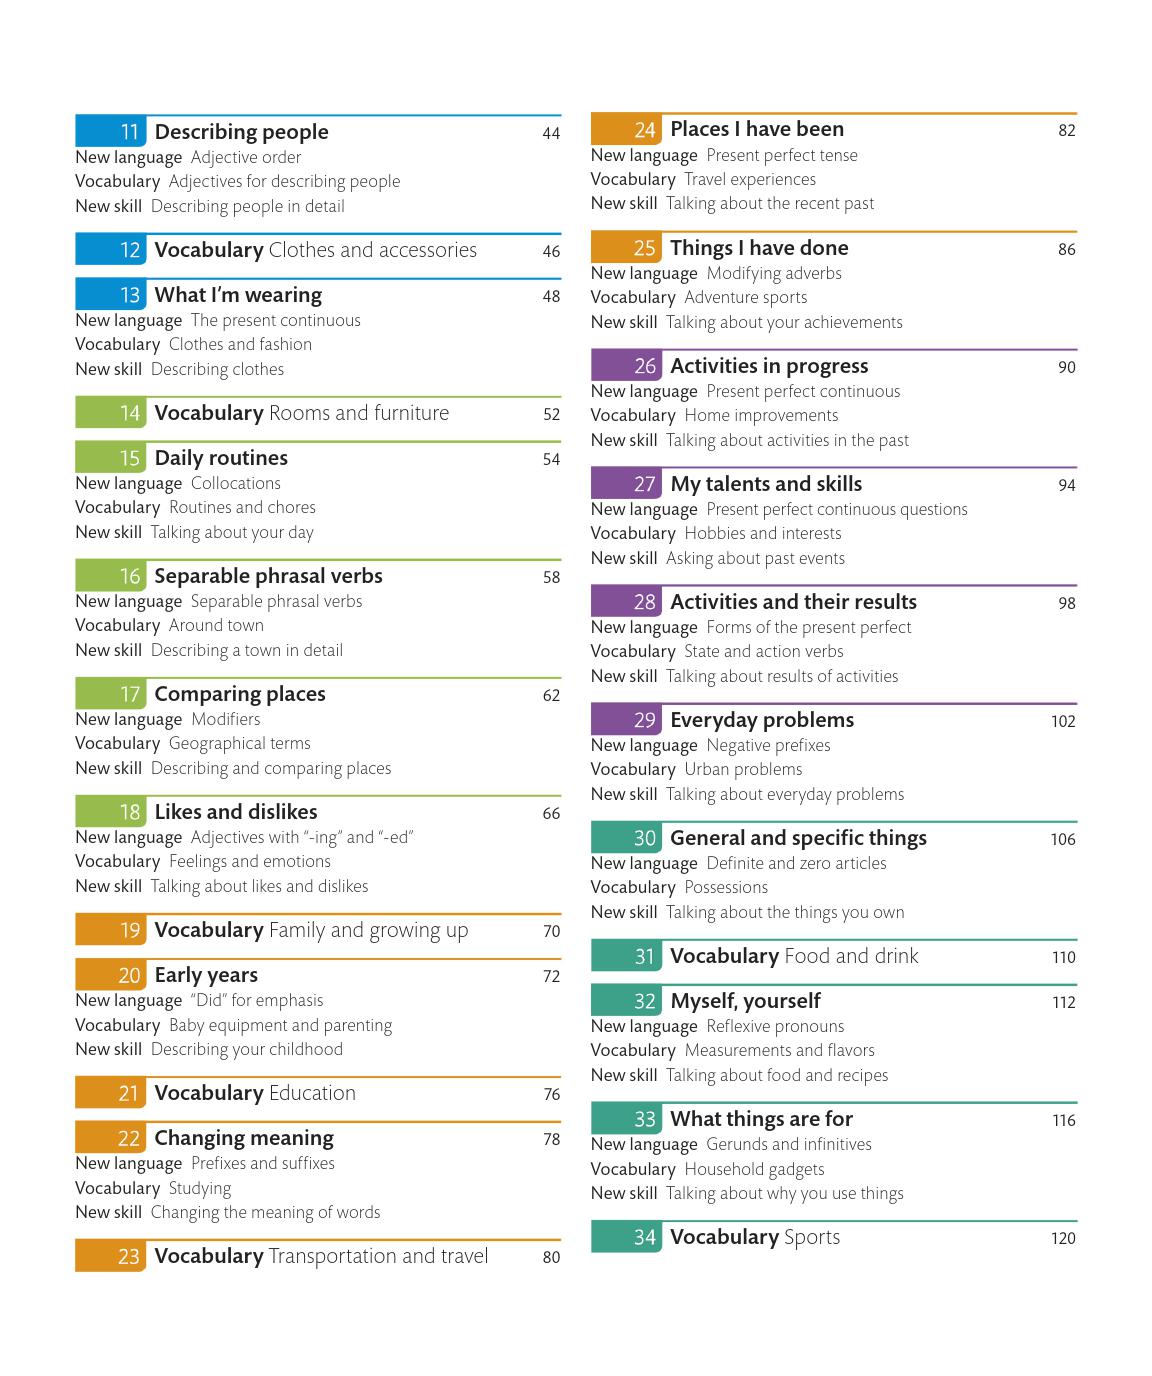 11 Describing people 44
New language Adjective order
Vocabulary Adjectives for describing people
New skill Describing people in detail
12 Vocabulary Clothes and accessories 46
13 What I’m wearing 48
New language The present continuous
Vocabulary Clothes and fashion
New skill Describing clothes
14 Vocabulary Rooms and furniture 52
15 Daily routines 54
New language Collocations
Vocabulary Routines and chores
New skill Talking about your day
16 Separable phrasal verbs 58
New language Separable phrasal verbs
Vocabulary Around town
New skill Describing a town in detail
17 Comparing places 62
New language Modifiers
Vocabulary Geographical terms
New skill Describing and comparing places
18 Likes and dislikes 66
New language Adjectives with “-ing” and “-ed”
Vocabulary Feelings and emotions
New skill Talking about likes and dislikes
19 Vocabulary Family and growing up 70
20 Early years 72
New language “Did” for emphasis
Vocabulary Baby equipment and parenting
New skill Describing your childhood
21 Vocabulary Education 76
22 Changing meaning 78
New language Prefixes and suffixes
Vocabulary Studying
New skill Changing the meaning of words
23 Vocabulary Transportation and travel 80
24 Places I have been 82
New language Present perfect tense
Vocabulary Travel experiences
New skill Talking about the recent past
25 Things I have done 86
New language Modifying adverbs
Vocabulary Adventure sports
New skill Talking about your achievements
26 Activities in progress 90
New language Present perfect continuous
Vocabulary Home improvements
New skill Talking about activities in the past
27 My talents and skills 94
New language Present perfect continuous questions
Vocabulary Hobbies and interests
New skill Asking about past events
28 Activities and their results 98
New language Forms of the present perfect
Vocabulary State and action verbs
New skill Talking about results of activities
29 Everyday problems 102
New language Negative prefixes
Vocabulary Urban problems
New skill Talking about everyday problems
30 General and specific things 106
New language Definite and zero articles
Vocabulary Possessions
New skill Talking about the things you own
31 Vocabulary Food and drink 110
32 Myself, yourself 112
New language Reflexive pronouns
Vocabulary Measurements and flavors
New skill Talking about food and recipes
33 What things are for 116
New language Gerunds and infinitives
Vocabulary Household gadgets
New skill Talking about why you use things
34 Vocabulary Sports 120